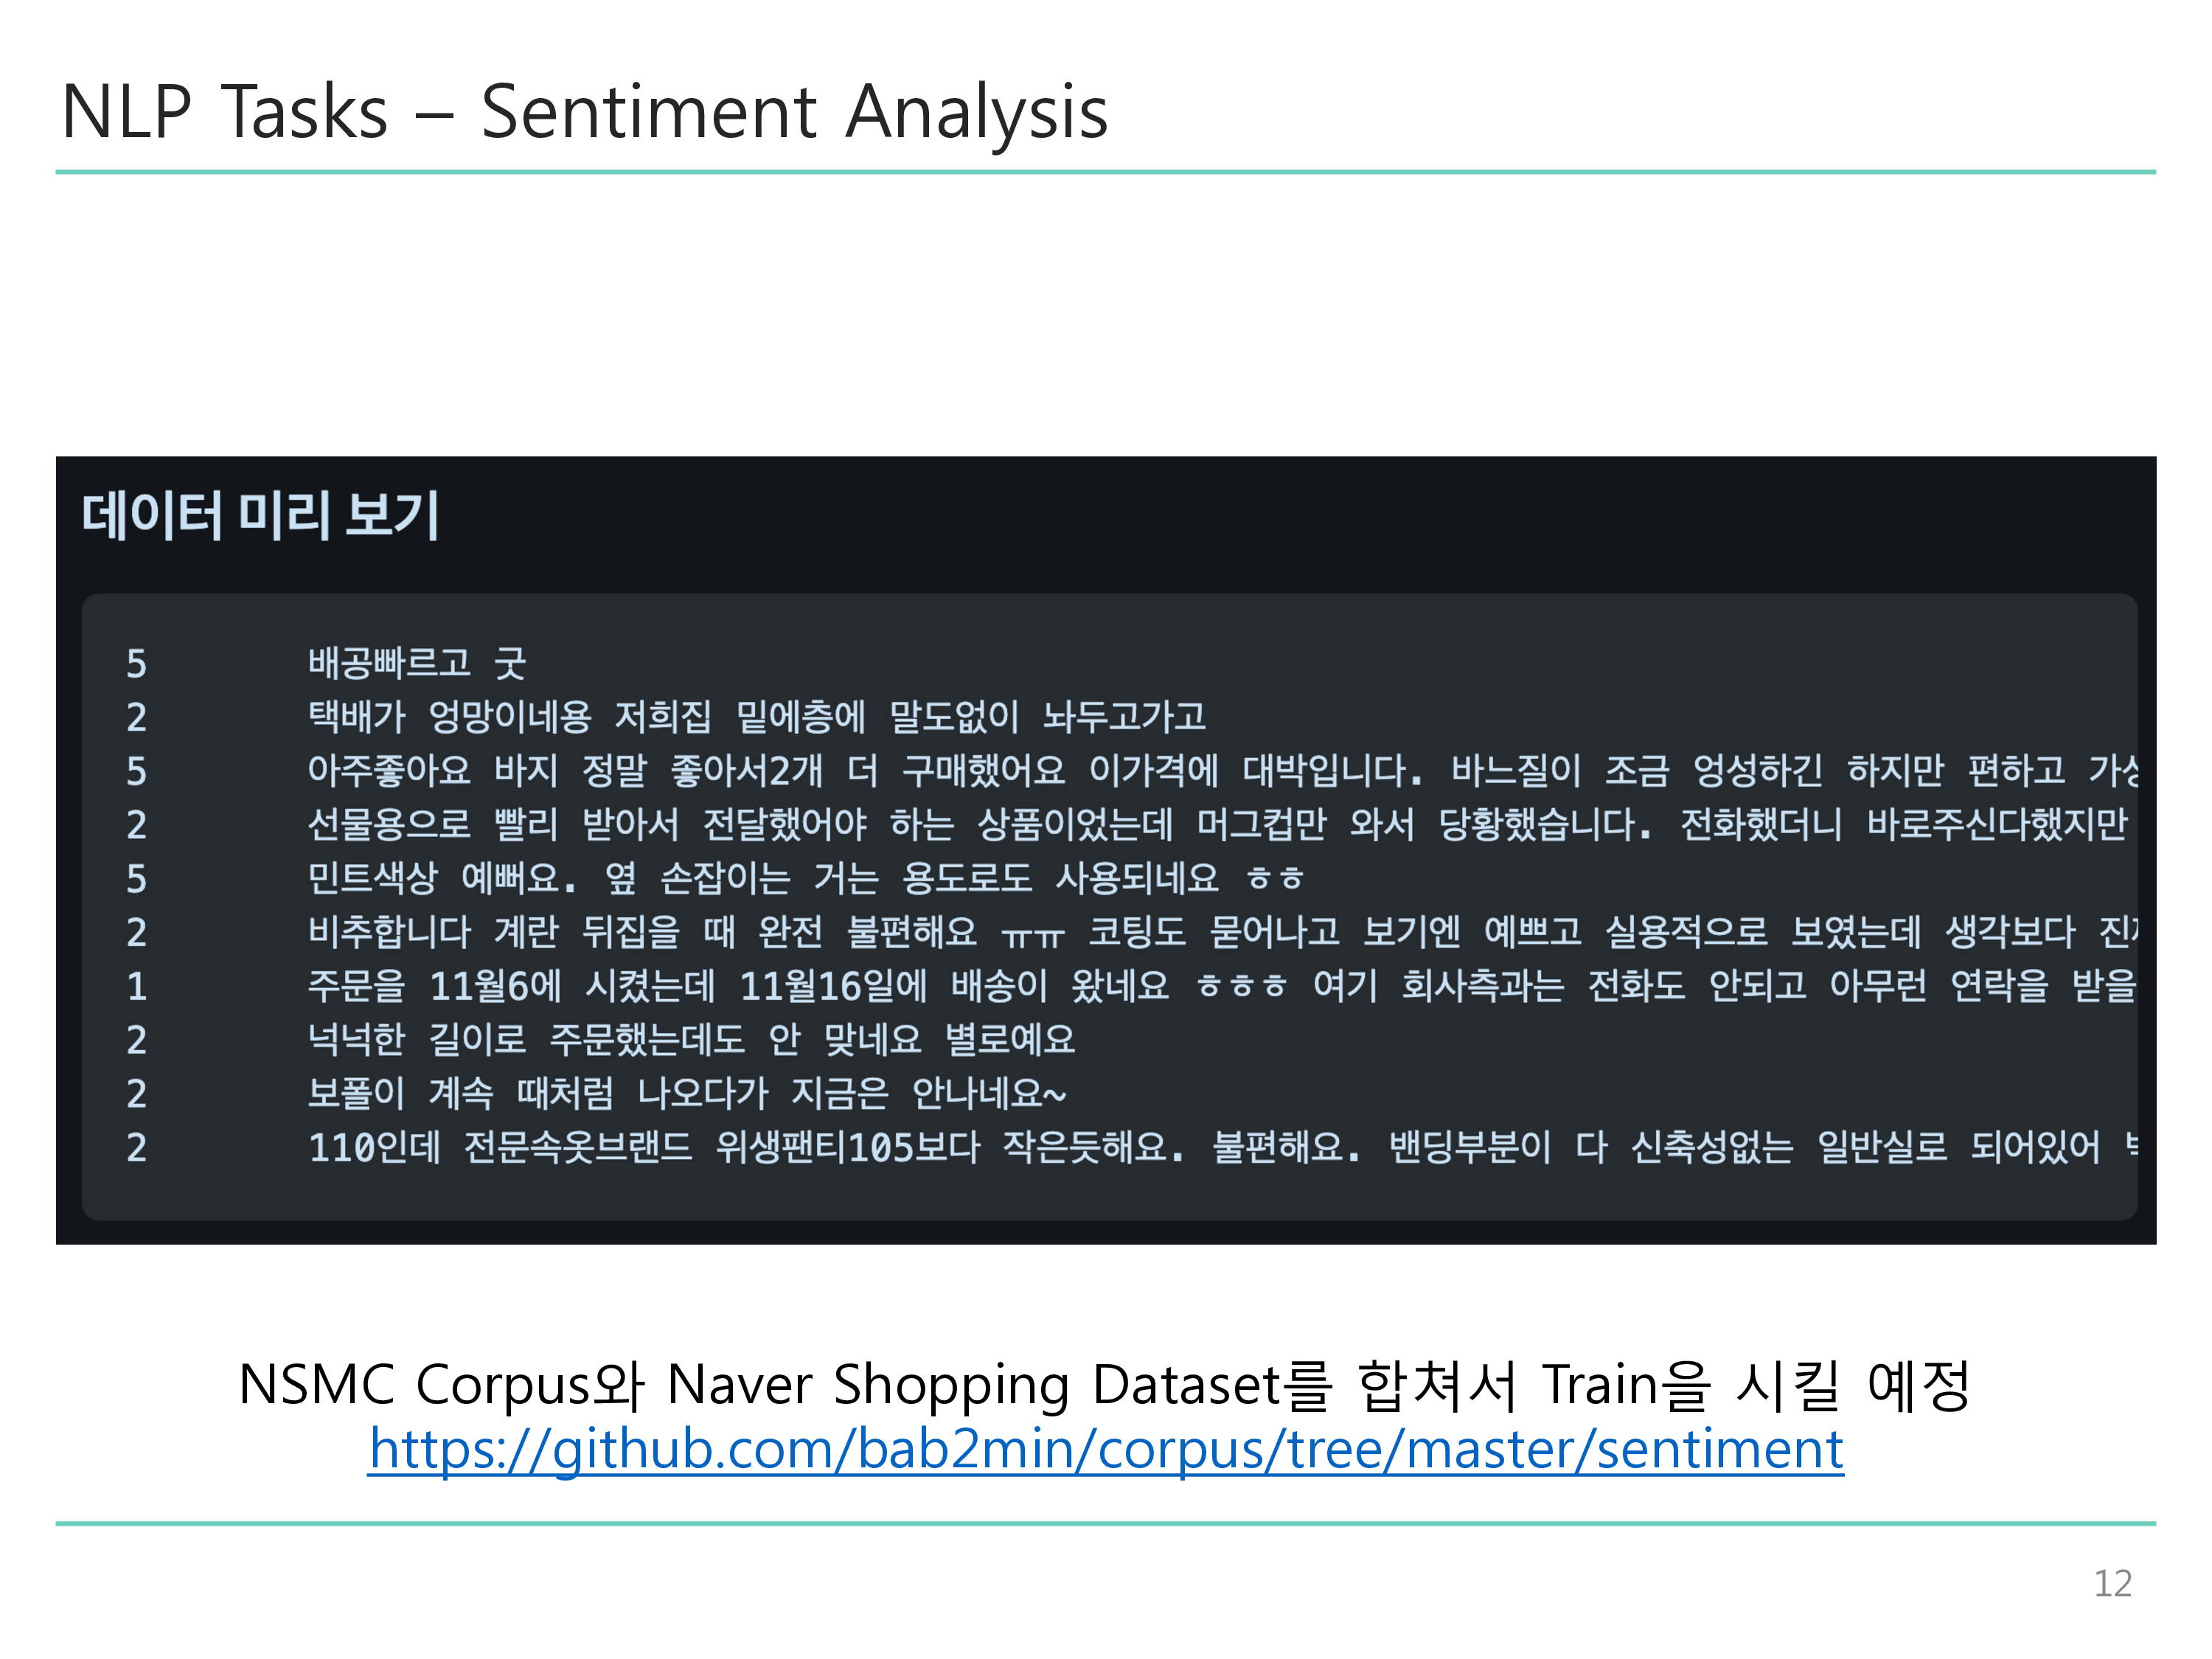 NLP Tasks – Sentiment Analysis
데이터 미리 보기
5 배공빠르고 굿
2 택배가 엉망이네용 저희집 밑에층에 말도없이 놔두고가고
5 아주좋아요 바지 정말 좋아서2개 더 구매했어요 이가격에 대박입니다. 바느질이 조금 엉성하긴 하지만 편하고
2 선물용으로 빨리 받아서 전달했어야 하는 상품이었는데 머그컵만 와서 당황했습니다. 전화했더니 바로주신다했지만
5 민트색상 예뻐요. 옆 손잡이는 거는 용도로도 사용되네요 ㅎㅎ
2 비추합니다 계란 뒤집을 때 완전 불편해요 ㅠㅠ 코팅도 묻어나고 보기엔 예쁘고 실용적으로 보였는데 생각보다
1 주문을 11월6에 시켰는데 11월16일에 배송이 왔네요 ㅎㅎㅎ 여기 회사측과는 전화도 안되고 아무런 연락을 받을
2 넉넉한 길이로 주문했는데도 안 맞네요 별로예요
2 보폴이 계속 때처럼 나오다가 지금은 안나네요~
2 110인데 전문속옷브랜드 위생팬티105보다 작은듯해요. 불편해요. 밴딩부분이 다 신축성없는 일반실로 되어있어
NSMC Corpus와 Naver Shopping Dataset를 합쳐서 Train을 시킬 예정
https://github.com/bab2min/corpus/tree/master/sentiment
12